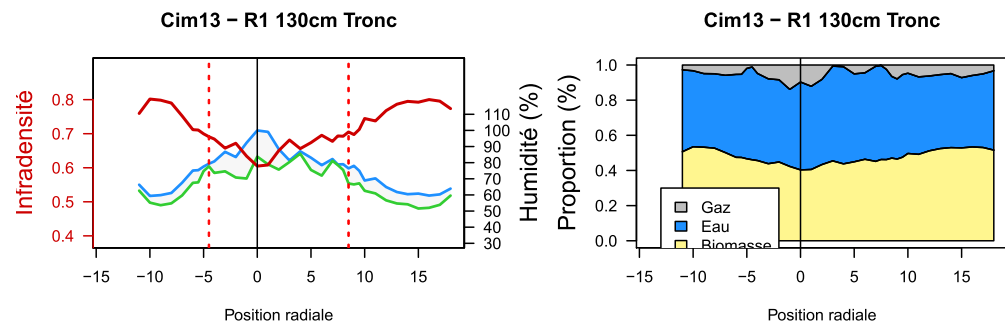 Cim13 − R1 130cm Tronc
Infradensité
0.8
0.7
0.6
0.5
0.4
110
100
90
80
70
60
50
40
30
Humidité (%)
−15 −10 −5 0 5 10 15
Position radiale
Cim13 − R1 130cm Tronc
Proportion (%)
1.0
0.8
0.6
0.4
0.2
0.0
Gaz
Eau
Biomasse
−15 −10 −5 0 5 10 15
Position radiale